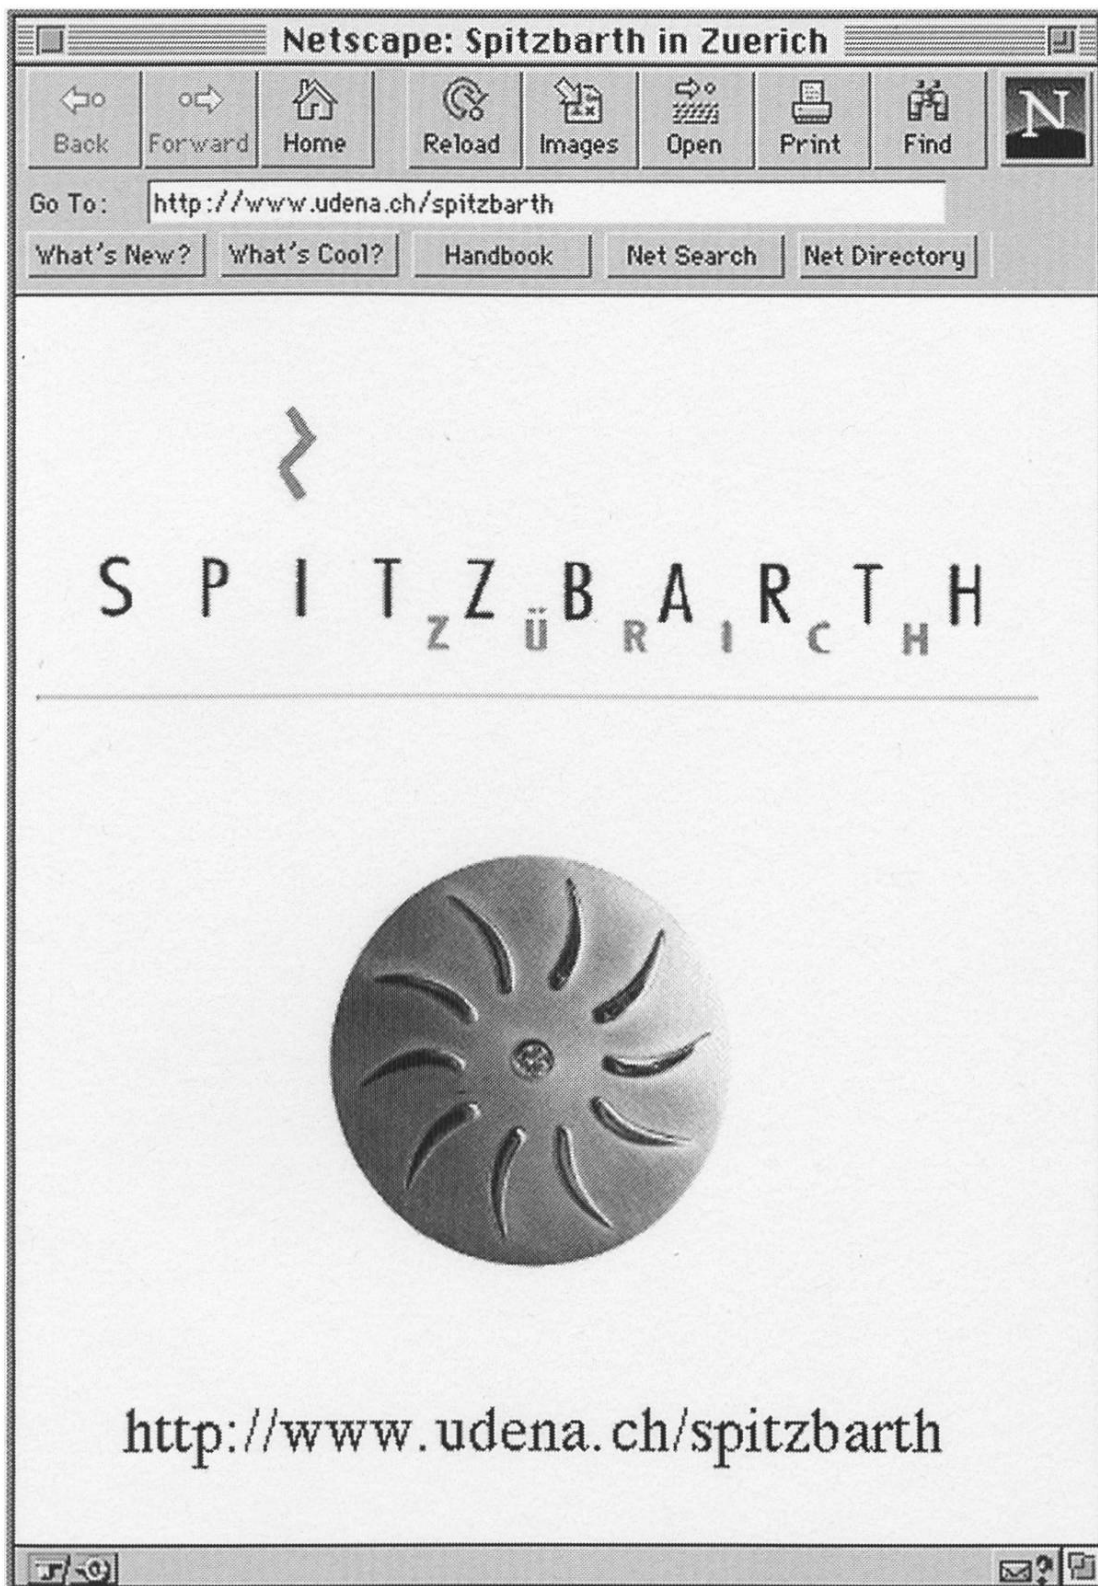 Netscape: Spitzbarth in Zuerich
Back Forward Home Reload Images Open Print Find N
Go To: http://www.udena.ch/spitzbarth
What's New? What's Cool? Handbook Net Search Net Directory
SPITZBARTH
ZÜRICH
http://www.udena.ch/spitzbarth